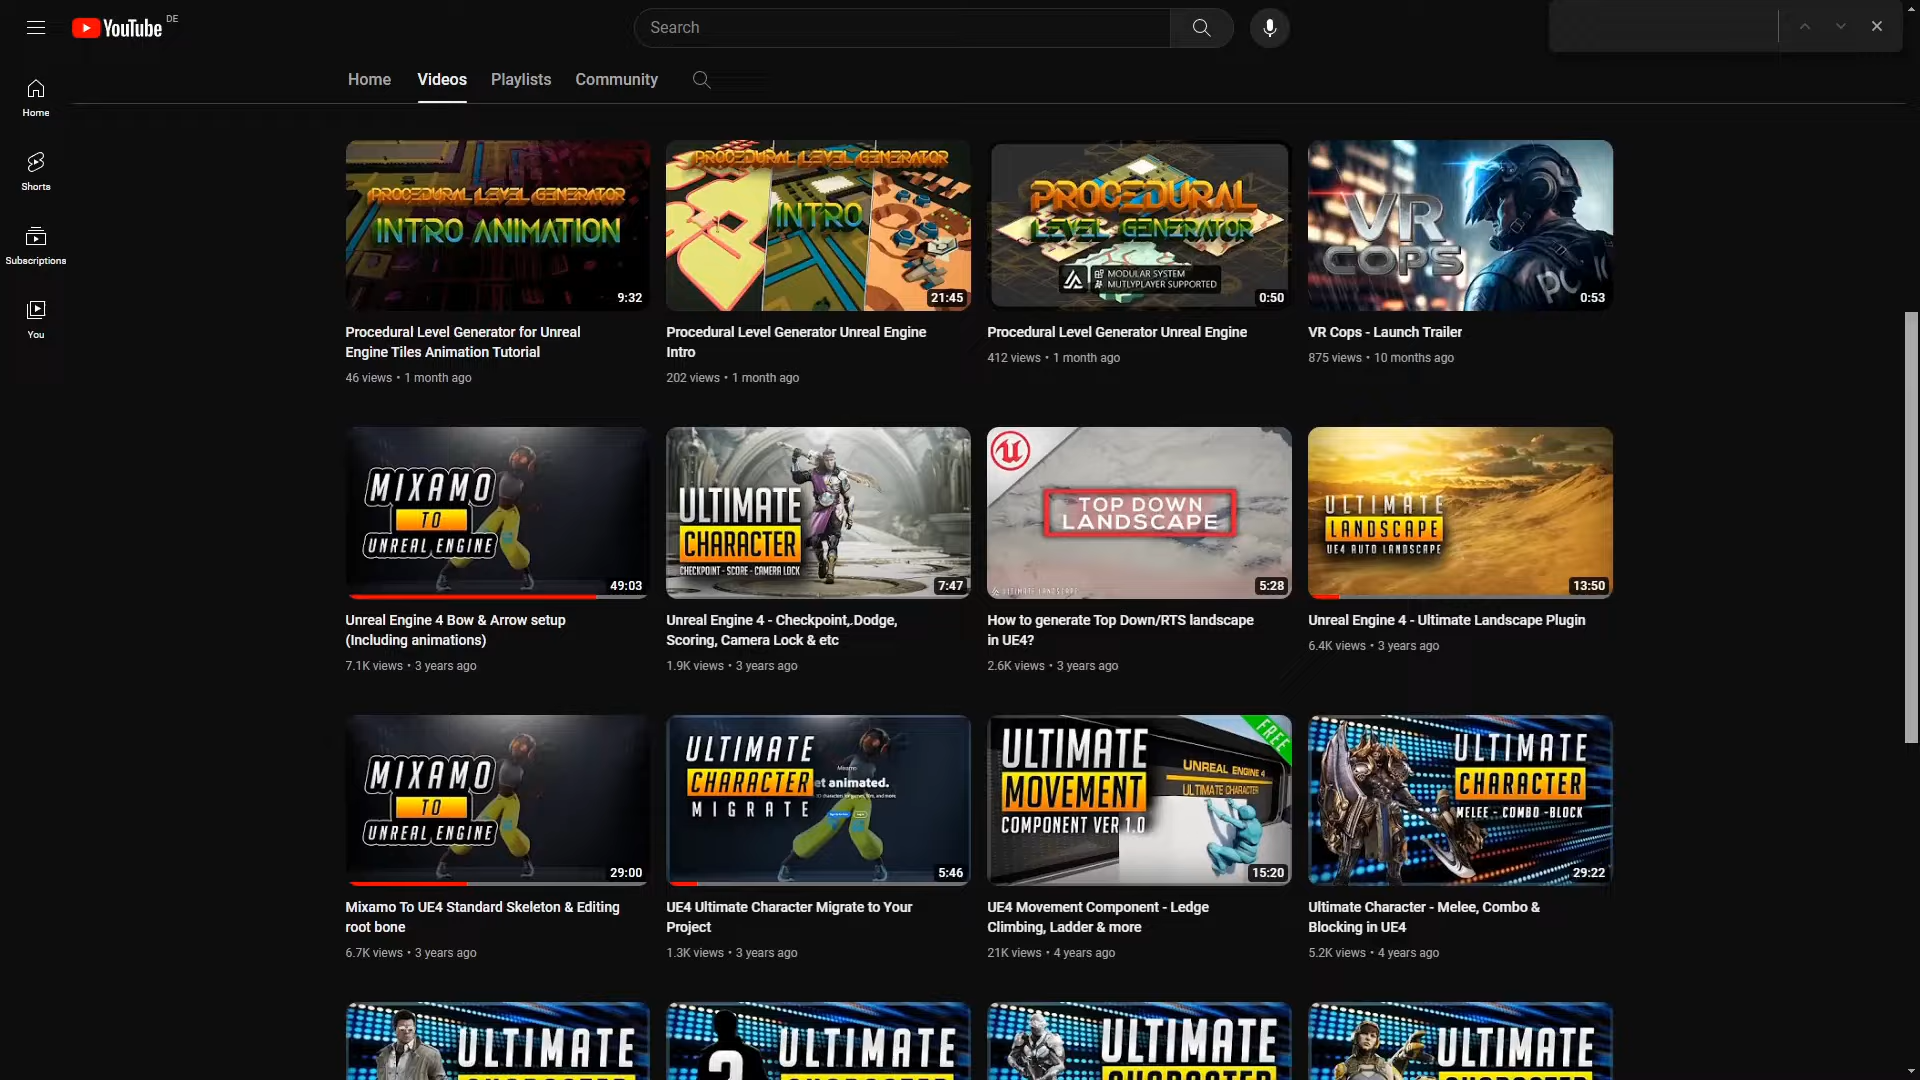 YouTube DE
Search
Home Videos Playlists Community
Home
Shorts
Subscriptions
You
PROCEDURAL LEVEL GENERATOR
INTRO ANIMATION
9:32
Procedural Level Generator for Unreal
Engine Tiles Animation Tutorial
46 views • 1 month ago
PROCEDURAL LEVEL GENERATOR
INTRO
21:45
Procedural Level Generator Unreal Engine
Intro
202 views • 1 month ago
PROCEDURAL
LEVEL GENERATOR
MODULAR SYSTEM
MUTLYPLAYER SUPPORTED
0:50
Procedural Level Generator Unreal Engine
412 views • 1 month ago
VR
COPS
0:53
VR Cops - Launch Trailer
875 views • 10 months ago
MIXAMO
TO
UNREAL ENGINE
49:03
Unreal Engine 4 Bow & Arrow setup
(Including animations)
7.1K views • 3 years ago
ULTIMATE
CHARACTER
CHECKPOINT - SCORE - CAMERA LOCK
7:47
Unreal Engine 4 - Checkpoint, Dodge,
Scoring, Camera Lock & etc
1.9K views • 3 years ago
TOP DOWN
LANDSCAPE
ULTIMATE LANDSCAPE
5:28
How to generate Top Down/RTS landscape
in UE4?
2.6K views • 3 years ago
ULTIMATE
LANDSCAPE
UE4 AUTO LANDSCAPE
13:50
Unreal Engine 4 - Ultimate Landscape Plugin
6.4K views • 3 years ago
MIXAMO
TO
UNREAL ENGINE
29:00
Mixamo To UE4 Standard Skeleton & Editing
root bone
6.7K views • 3 years ago
ULTIMATE
CHARACTER
MIGRATE
Mixamo
et animated.
5:46
UE4 Ultimate Character Migrate to Your
Project
1.3K views • 3 years ago
FREE
ULTIMATE
MOVEMENT
COMPONENT VER 1.0
UNREAL ENGINE 4
ULTIMATE CHARACTER
15:20
UE4 Movement Component - Ledge
Climbing, Ladder & more
21K views • 4 years ago
ULTIMATE
CHARACTER
MELEE - COMBO -BLOCK
29:22
Ultimate Character - Melee, Combo &
Blocking in UE4
5.2K views • 4 years ago
ULTIMATE
CHARACTER
?
ULTIMATE
CHARACTER
ULTIMATE
CHARACTER
ULTIMATE
CHARACTER